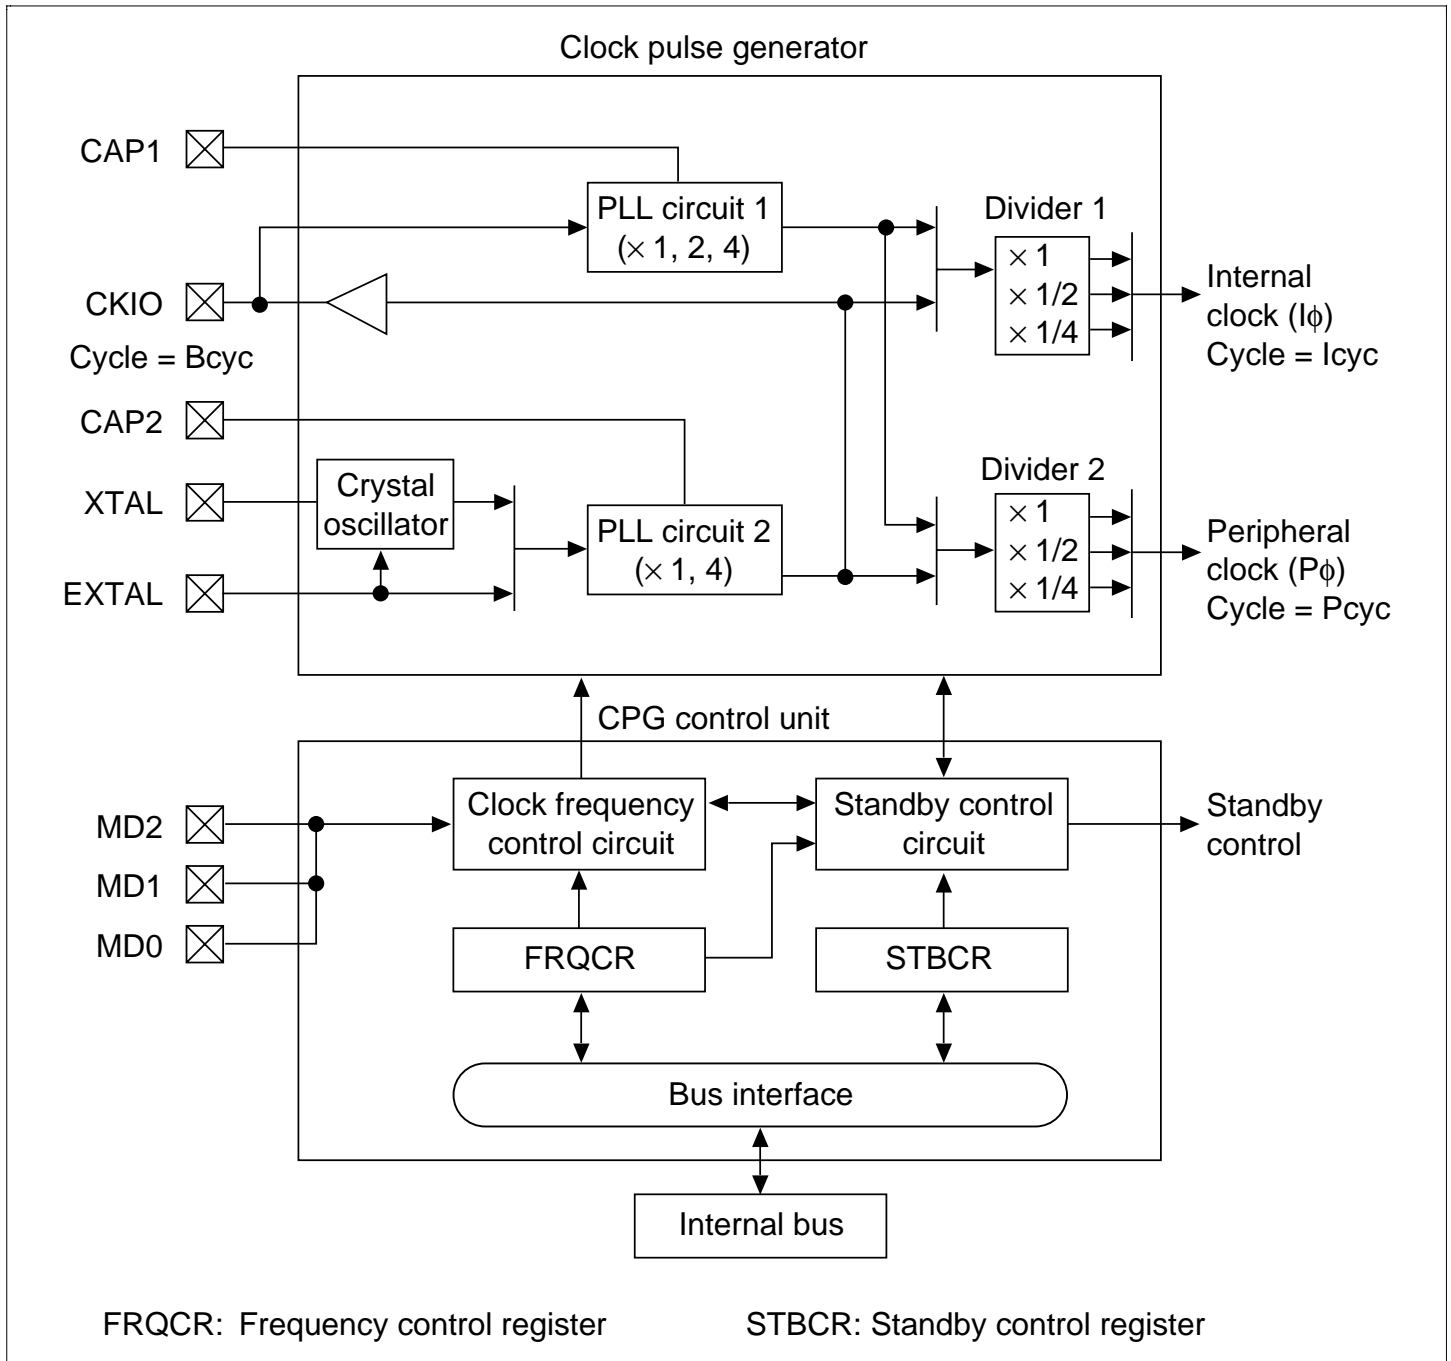 Clock pulse generator
CAP1
PLL circuit 1
(× 1, 2, 4)
Divider 1
× 1
× 1/2
× 1/4
Internal
clock (Iϕ)
Cycle = Icyc
CKIO
Cycle = Bcyc
CAP2
XTAL
Crystal
oscillator
EXTAL
PLL circuit 2
(× 1, 4)
Divider 2
× 1
× 1/2
× 1/4
Peripheral
clock (Pϕ)
Cycle = Pcyc
CPG control unit
MD2
MD1
MD0
Clock frequency
control circuit
Standby control
circuit
Standby
control
FRQCR
STBCR
Bus interface
Internal bus
FRQCR: Frequency control register
STBCR: Standby control register